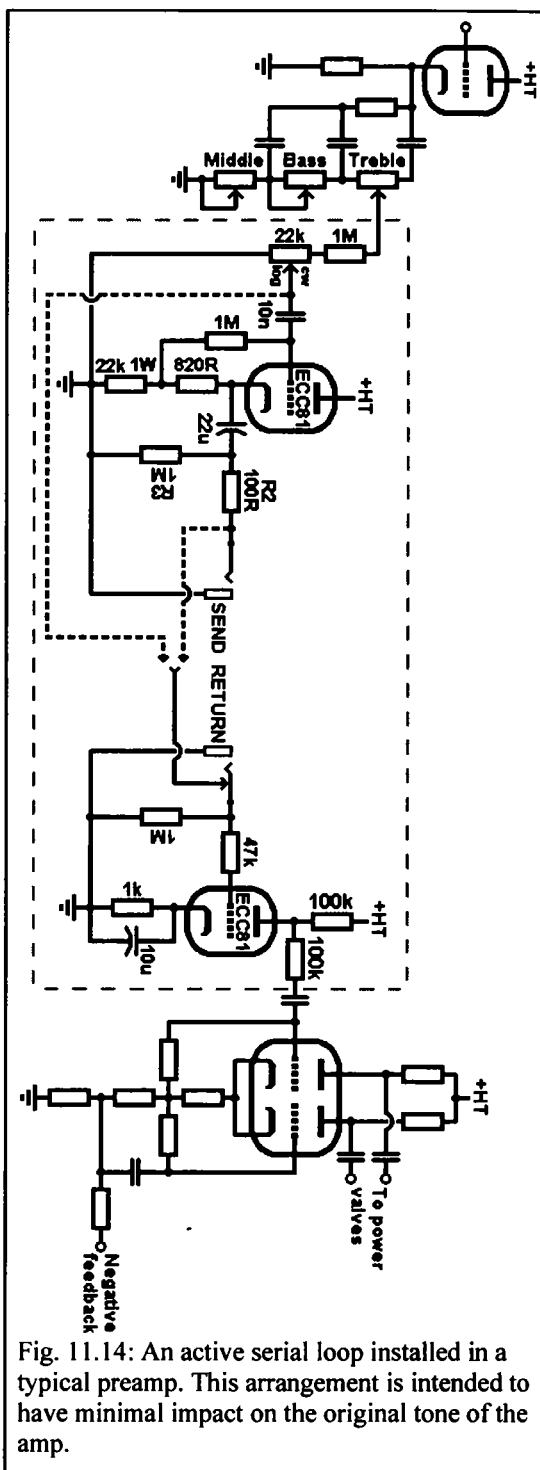 +HT
Middle
Bass
Treble
22k
1M
cw
log
10n
1M
22k 1W
820R
ECC81
+HT
22u
R3
1M
R2
100R
SEND RETURN
1M
47k
1k
10u
ECC81
100k
+HT
100k
+HT
To power
valves
Negative
feedback
Fig. 11.14: An active serial loop installed in a
typical preamp. This arrangement is intended to
have minimal impact on the original tone of the
amp.